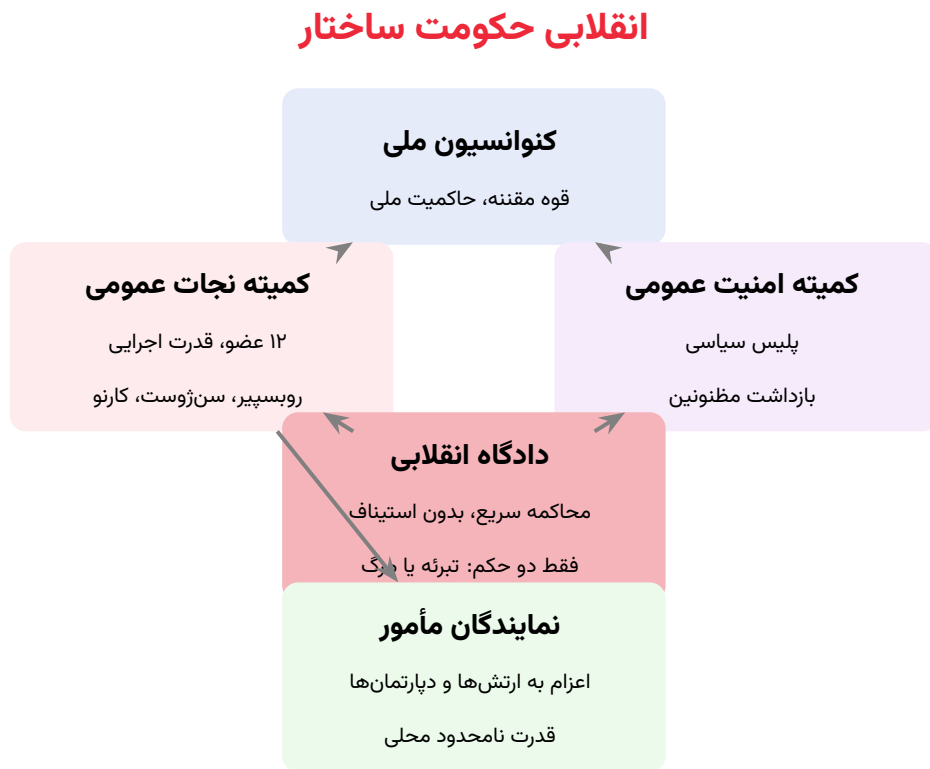 انقلابی حکومت ساختار
کنوانسیون ملی
قوه مقننه، حاکمیت ملی
کمیته امنیت عمومی
پلیس سیاسی
بازداشت مظنونین
کمیته نجات عمومی
۱۲ عضو، قدرت اجرایی
روبسپیر، سن‌ژوست، کارنو
دادگاه انقلابی
محاکمه سریع، بدون استیناف
فقط دو حکم: تبرئه یا مرگ
نمایندگان مأمور
اعزام به ارتش‌ها و دپارتمان‌ها
قدرت نامحدود محلی